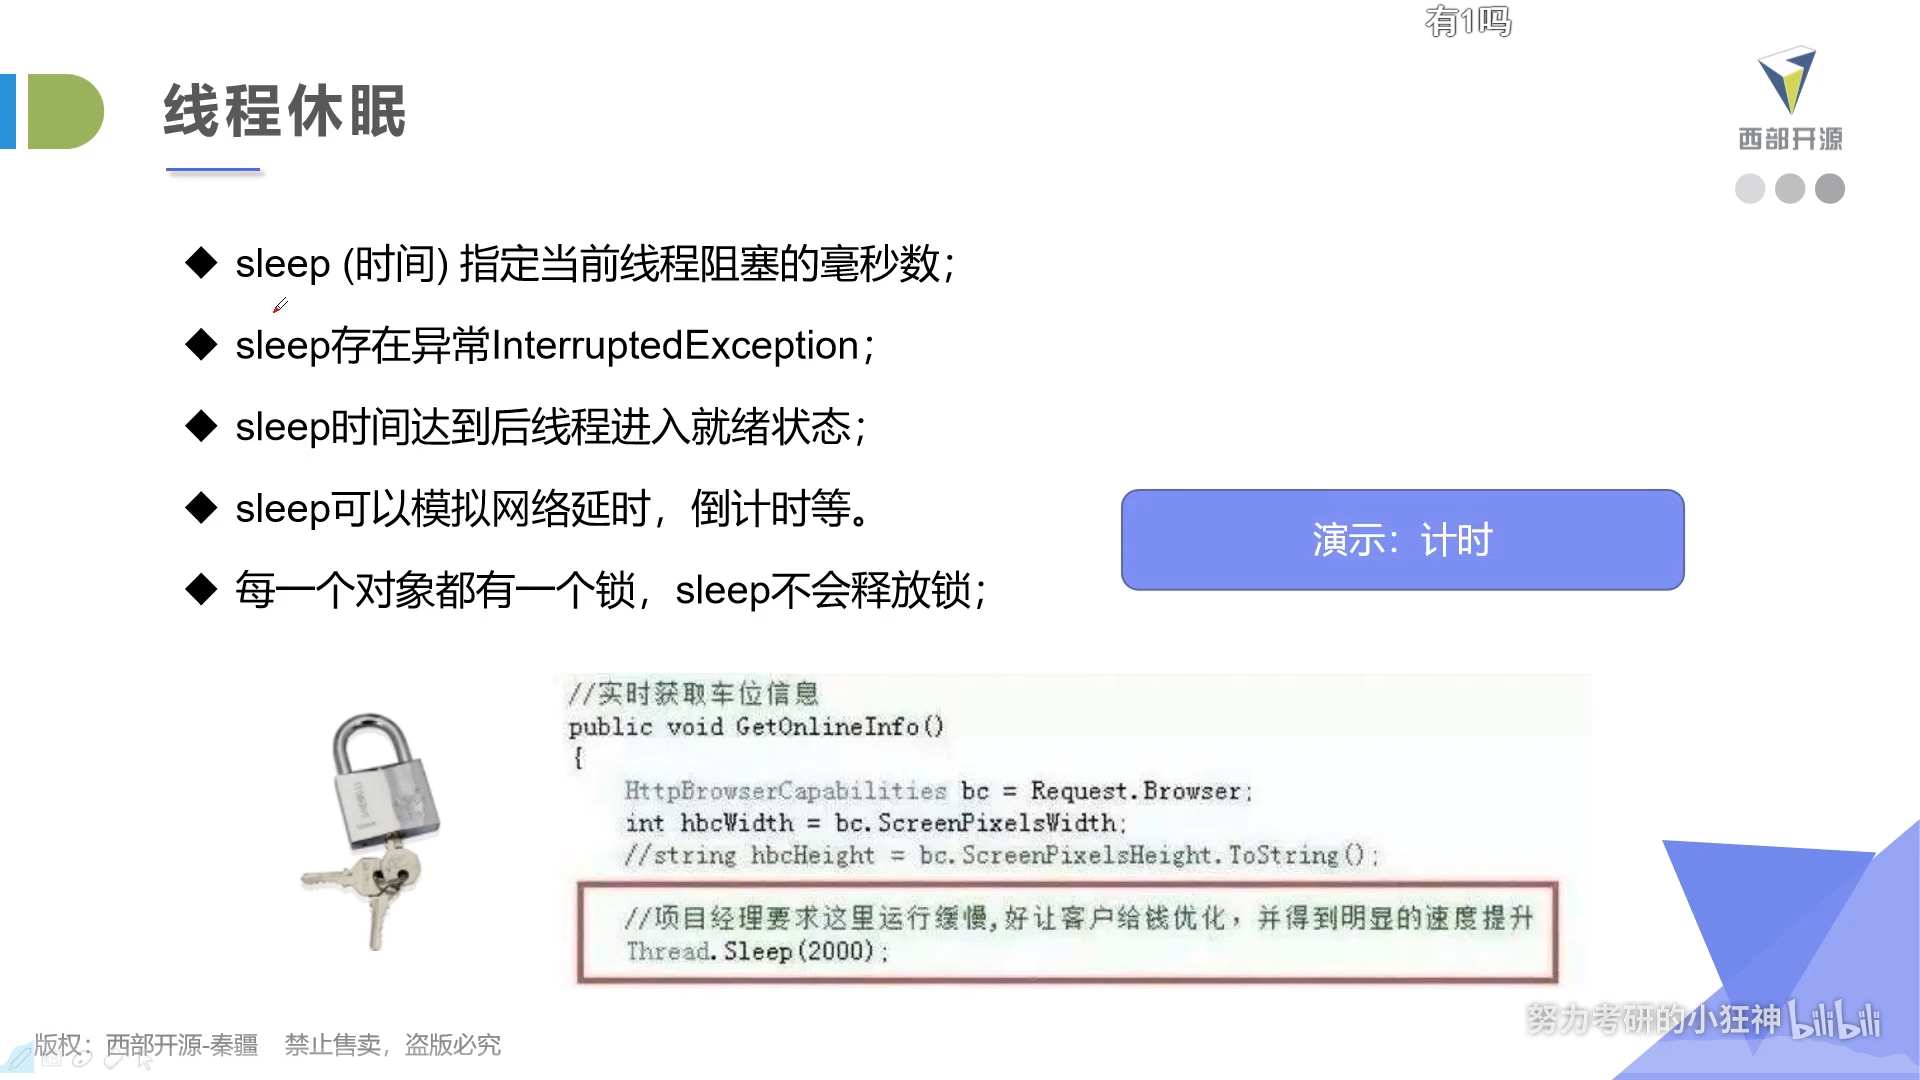 有1吗
线程休眠
西部开源
sleep (时间) 指定当前线程阻塞的毫秒数；
sleep存在异常InterruptedException；
sleep时间达到后线程进入就绪状态；
sleep可以模拟网络延时，倒计时等。
每一个对象都有一个锁，sleep不会释放锁；
演示：计时
//实时获取车位信息
public void GetOnlineInfo()
{
HttpBrowserCapabilities bc = Request.Browser;
int hbcWidth = bc.ScreenPixelsWidth;
//string hbcHeight = bc.ScreenPixelsHeight.ToString();
//项目经理要求这里运行缓慢,好让客户给钱优化，并得到明显的速度提升
Thread.Sleep(2000);
努力考研的小狂神 bilibili
版权：西部开源-秦疆 禁止售卖，盗版必究